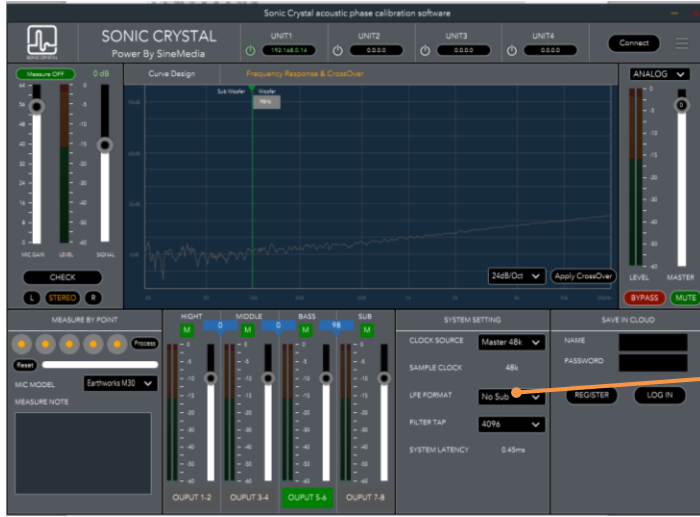 Sonic Crystal acoustic phase calibration software
SONIC CRYSTAL
Power By SineMedia
SONIC CRYSTAL
UNIT1
192.168.0.14
UNIT2
0.0.0.0
UNIT3
0.0.0.0
UNIT4
0.0.0.0
Connect
Measure OFF
0 dB
Curve Design
Frequency Response & CrossOver
ANALOG
Sub Woofer
Woofer
98Hz
MIC GAIN
LEVEL
SIGNAL
CHECK
L
STEREO
R
24dB/Oct
Apply CrossOver
LEVEL
MASTER
BYPASS
MUTE
MEASURE BY POINT
Process
Reset
MIC MODEL
Earthworks M30
MEASURE NOTE
HIGHT
MIDDLE
BASS
SUB
M
0
M
0
M
98
M
OUPUT 1-2
OUPUT 3-4
OUPUT 5-6
OUPUT 7-8
SYSTEM SETTING
CLOCK SOURCE
Master 48k
SAMPLE CLOCK
48k
LFE FORMAT
No Sub
FILTER TAP
4096
SYSTEM LATENCY
0.45ms
SAVE IN CLOUD
NAME
PASSWORD
REGISTER
LOG IN